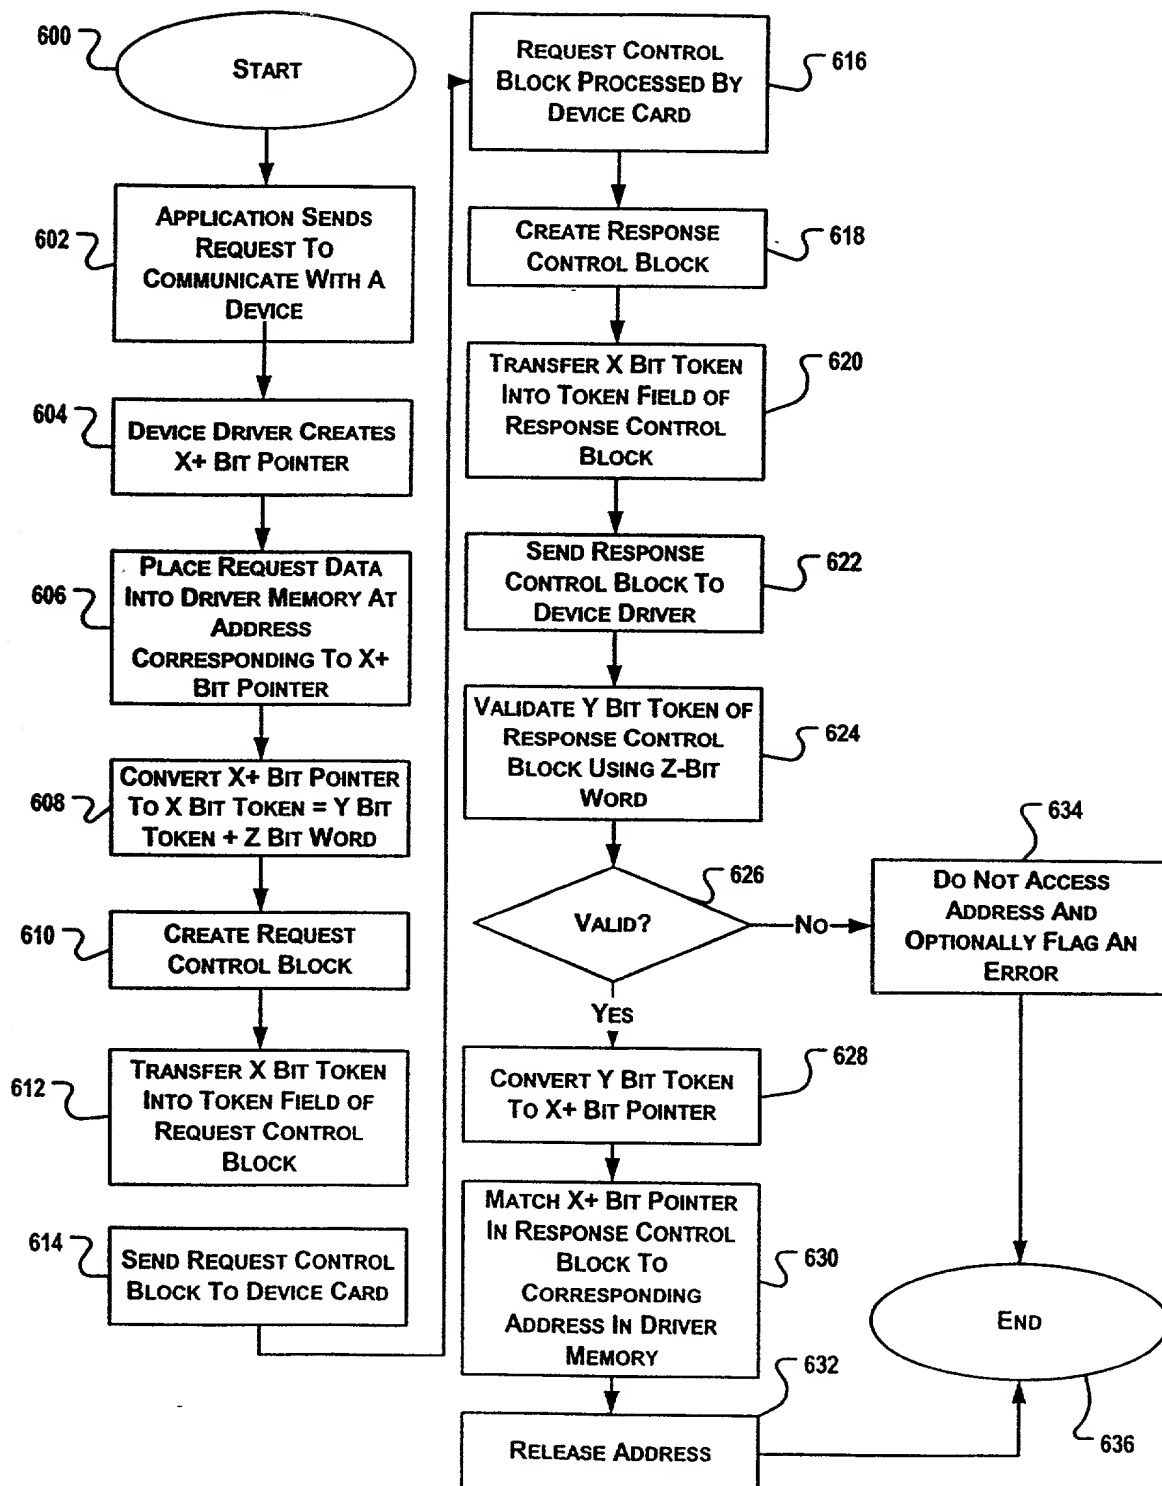 600
START
602
APPLICATION SENDS
REQUEST TO
COMMUNICATE WITH A
DEVICE
604
DEVICE DRIVER CREATES
X+ BIT POINTER
606
PLACE REQUEST DATA
INTO DRIVER MEMORY AT
ADDRESS
CORRESPONDING TO X+
BIT POINTER
608
CONVERT X+ BIT POINTER
TO X BIT TOKEN = Y BIT
TOKEN + Z BIT WORD
610
CREATE REQUEST
CONTROL BLOCK
612
TRANSFER X BIT TOKEN
INTO TOKEN FIELD OF
REQUEST CONTROL
BLOCK
614
SEND REQUEST CONTROL
BLOCK TO DEVICE CARD
REQUEST CONTROL
BLOCK PROCESSED BY
DEVICE CARD
616
CREATE RESPONSE
CONTROL BLOCK
618
TRANSFER X BIT TOKEN
INTO TOKEN FIELD OF
RESPONSE CONTROL
BLOCK
620
SEND RESPONSE
CONTROL BLOCK TO
DEVICE DRIVER
622
VALIDATE Y BIT TOKEN OF
RESPONSE CONTROL
BLOCK USING Z-BIT
WORD
624
VALID?
626
NO
YES
CONVERT Y BIT TOKEN
TO X+ BIT POINTER
628
MATCH X+ BIT POINTER
IN RESPONSE CONTROL
BLOCK TO
CORRESPONDING
ADDRESS IN DRIVER
MEMORY
630
RELEASE ADDRESS
632
634
DO NOT ACCESS
ADDRESS AND
OPTIONALLY FLAG AN
ERROR
END
636